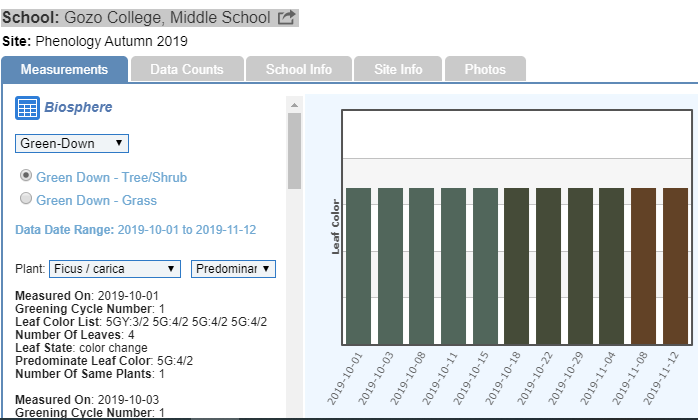 School: Gozo College, Middle School
Site: Phenology Autumn 2019
Measurements
Data Counts
School Info
Site Info
Photos
Biosphere
Green-Down
Green Down - Tree/Shrub
Green Down - Grass
Data Date Range: 2019-10-01 to 2019-11-12
Plant: Ficus / carica Predominar
Measured On: 2019-10-01
Greening Cycle Number: 1
Leaf Color List: 5GY:3/2 5G:4/2 5G:4/2 5G:4/2
Number Of Leaves: 4
Leaf State: color change
Predominate Leaf Color: 5G:4/2
Number Of Same Plants: 1
Measured On: 2019-10-03
Greening Cycle Number: 1
Leaf Color
2019-10-01
2019-10-03
2019-10-08
2019-10-11
2019-10-15
2019-10-18
2019-10-22
2019-10-29
2019-11-04
2019-11-08
2019-11-12